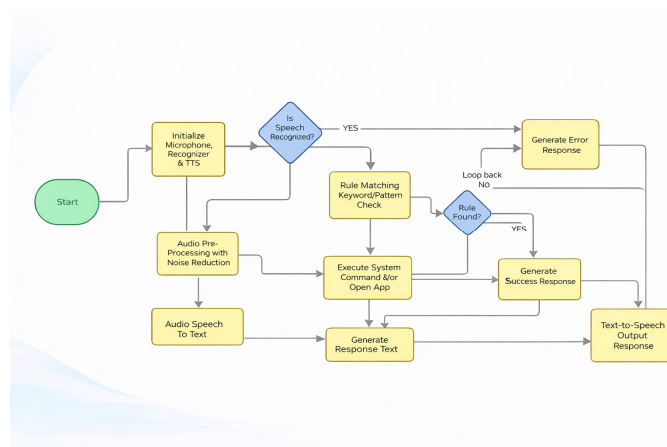 Start
Initialize
Microphone,
Recognizer
& TTS
Is
Speech
Recognized?
YES
Generate Error
Response
Loop back
No
Rule Matching
Keyword/Pattern
Check
Rule
Found?
YES
Audio Pre-
Processing with
Noise Reduction
Execute System
Command &/or
Open App
Generate
Success Response
Audio Speech
To Text
Generate
Response Text
Text-to-Speech
Output
Response